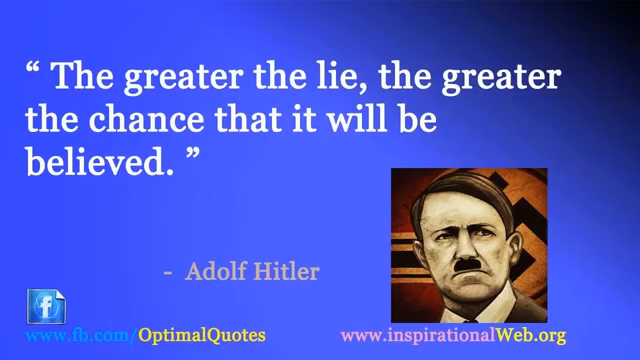 “ The greater the lie, the greater
the chance that it will be
believed. ”
- Adolf Hitler
f
www.fb.com/OptimalQuotes
www.inspirationalWeb.org